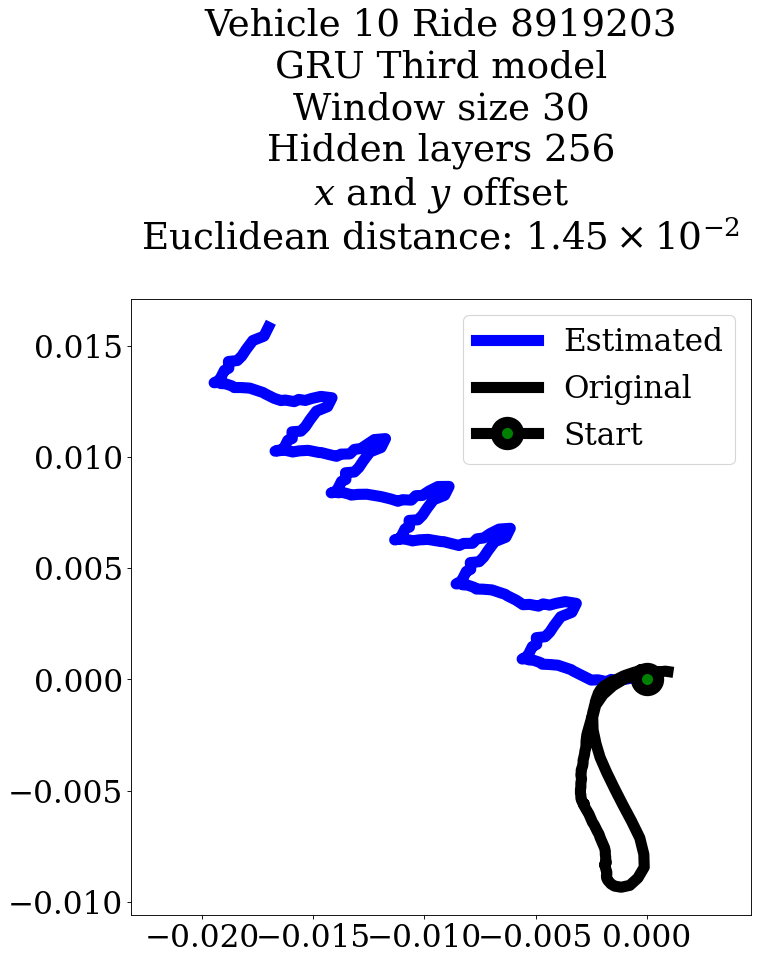 Vehicle 10 Ride 8919203
GRU Third model
Window size 30
Hidden layers 256
x and y offset
Euclidean distance: 1.45 × 10⁻²
Estimated
Original
Start
0.015
0.010
0.005
0.000
−0.005
−0.010
−0.020 −0.015 −0.010 −0.005 0.000